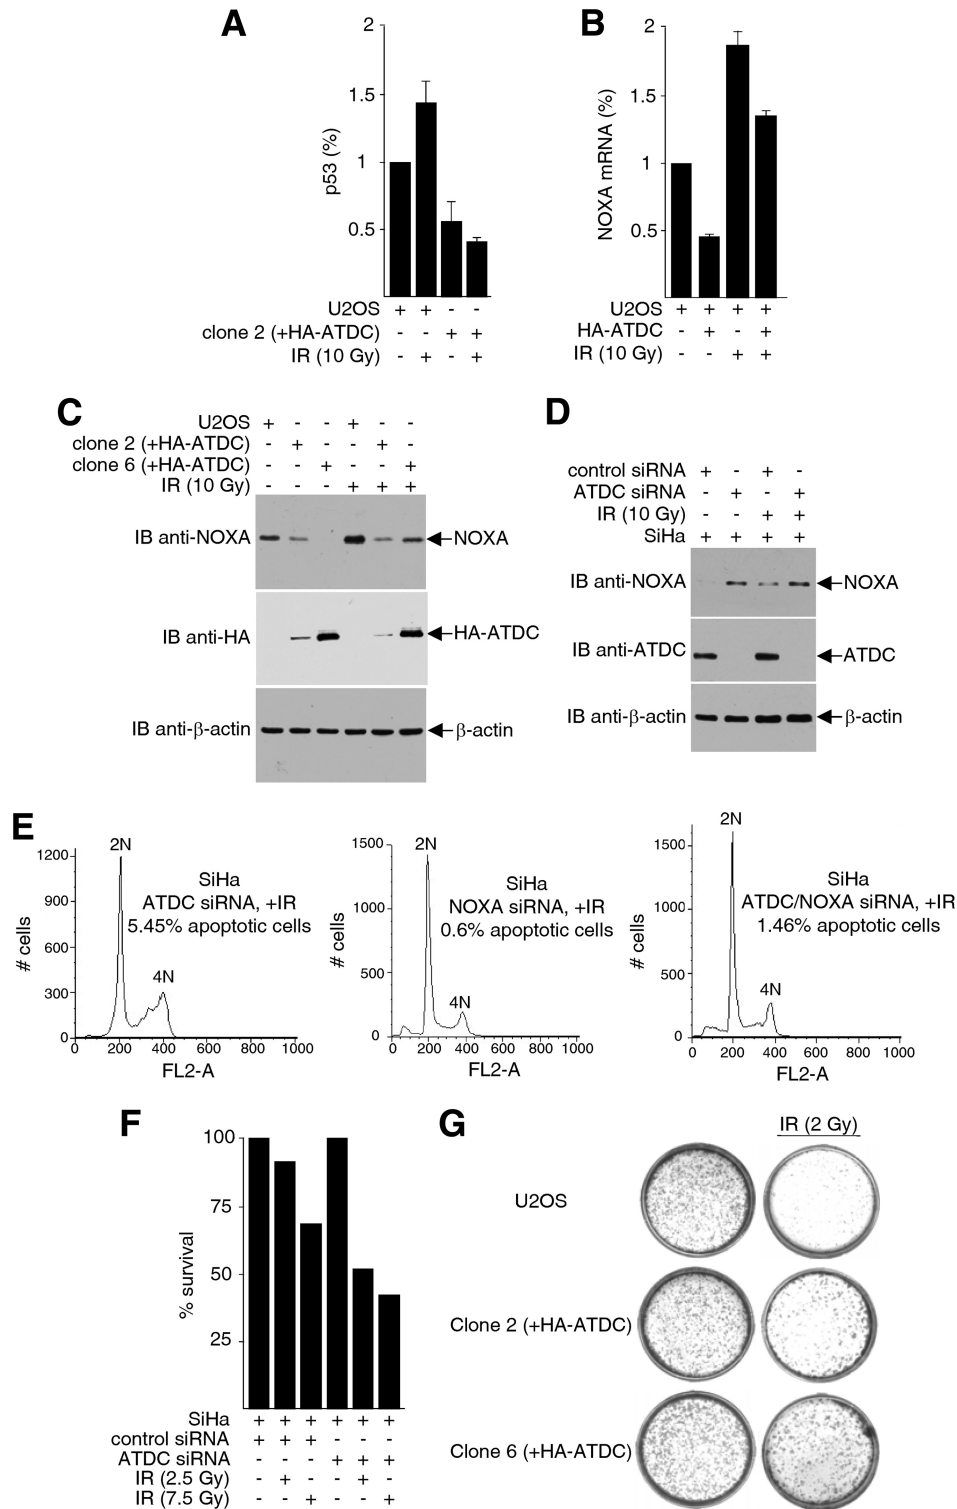 A
2
1.5
1
0.5
p53 (%)
U2OS + + - -
clone 2 (+HA-ATDC) - - + +
IR (10 Gy) - + - +
B
2
1.5
1
0.5
NOXA mRNA (%)
U2OS + + + +
HA-ATDC - + - +
IR (10 Gy) - - + +
C
U2OS + - - + - -
clone 2 (+HA-ATDC) - + - - + -
clone 6 (+HA-ATDC) - - + - - +
IR (10 Gy) - - - + + +
IB anti-NOXA NOXA
IB anti-HA HA-ATDC
IB anti-β-actin β-actin
D
control siRNA + - + -
ATDC siRNA - + - +
IR (10 Gy) - - + +
SiHa + + + +
IB anti-NOXA NOXA
IB anti-ATDC ATDC
IB anti-β-actin β-actin
E
1200
900
600
300
0
# cells
2N
4N
SiHa
ATDC siRNA, +IR
5.45% apoptotic cells
0 200 400 600 800 1000
FL2-A
1500
1000
500
0
# cells
2N
4N
SiHa
NOXA siRNA, +IR
0.6% apoptotic cells
0 200 400 600 800 1000
FL2-A
1500
1000
500
0
# cells
2N
4N
SiHa
ATDC/NOXA siRNA, +IR
1.46% apoptotic cells
0 200 400 600 800 1000
FL2-A
F
100
75
50
25
% survival
SiHa + + + + + +
control siRNA + + + - - -
ATDC siRNA - - - + + +
IR (2.5 Gy) - + - - + -
IR (7.5 Gy) - - + - - +
G
IR (2 Gy)
U2OS
Clone 2 (+HA-ATDC)
Clone 6 (+HA-ATDC)